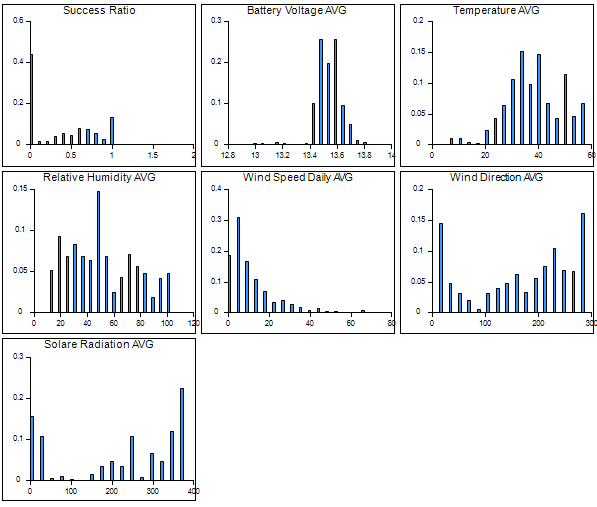 Success Ratio
0.6
0.4
0.2
0
0 0.5 1 1.5 2
Battery Voltage AVG
0.3
0.2
0.1
0
12.8 13 13.2 13.4 13.6 13.8 14
Temperature AVG
0.2
0.15
0.1
0.05
0
0 20 40 60
Relative Humidity AVG
0.15
0.1
0.05
0
0 20 40 60 80 100 120
Wind Speed Daily AVG
0.4
0.3
0.2
0.1
0
0 20 40 60 80
Wind Direction AVG
0.2
0.15
0.1
0.05
0
0 100 200 300
Solare Radiation AVG
0.3
0.2
0.1
0
0 100 200 300 400